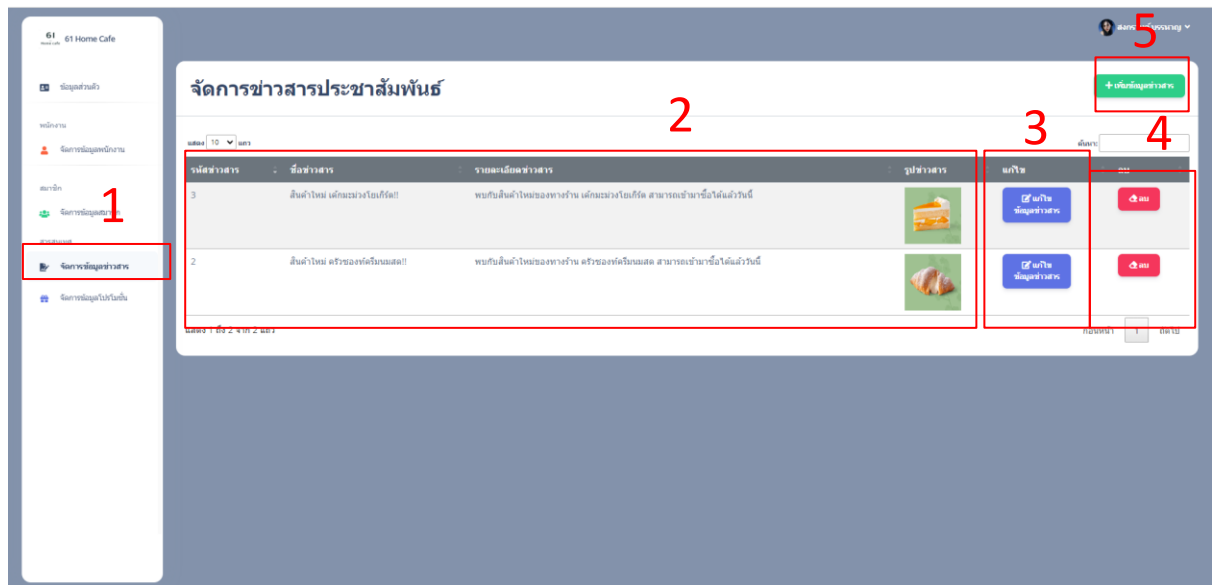 61
61 Home Cafe
5
ข้อมูลส่วนตัว
จัดการข่าวสารประชาสัมพันธ์
+ เพิ่มข้อมูลข่าวสาร
พนักงาน
จัดการข้อมูลพนักงาน
2
แสดง 10 แถว
3
ค้นหา:
4
รหัสข่าวสาร ชื่อข่าวสาร รายละเอียดข่าวสาร รูปข่าวสาร แก้ไข ลบ
สมาชิก
จัดการข้อมูลสมาชิก
1
3 สินค้าใหม่ เค้กมะม่วงโยเกิร์ต!! พบกับสินค้าใหม่ของทางร้าน เค้กมะม่วงโยเกิร์ต สามารถเข้ามาซื้อได้แล้ววันนี้ แก้ไข ลบ
ข้อมูลข่าวสาร
สารสนเทศ
จัดการข้อมูลข่าวสาร
2 สินค้าใหม่ ครัวซองท์ครีมนมสด!! พบกับสินค้าใหม่ของทางร้าน ครัวซองท์ครีมนมสด สามารถเข้ามาซื้อได้แล้ววันนี้ แก้ไข ลบ
ข้อมูลข่าวสาร
จัดการข้อมูลโปรโมชั่น
แสดง 1 ถึง 2 จาก 2 แถว
ก่อนหน้า 1 ถัดไป